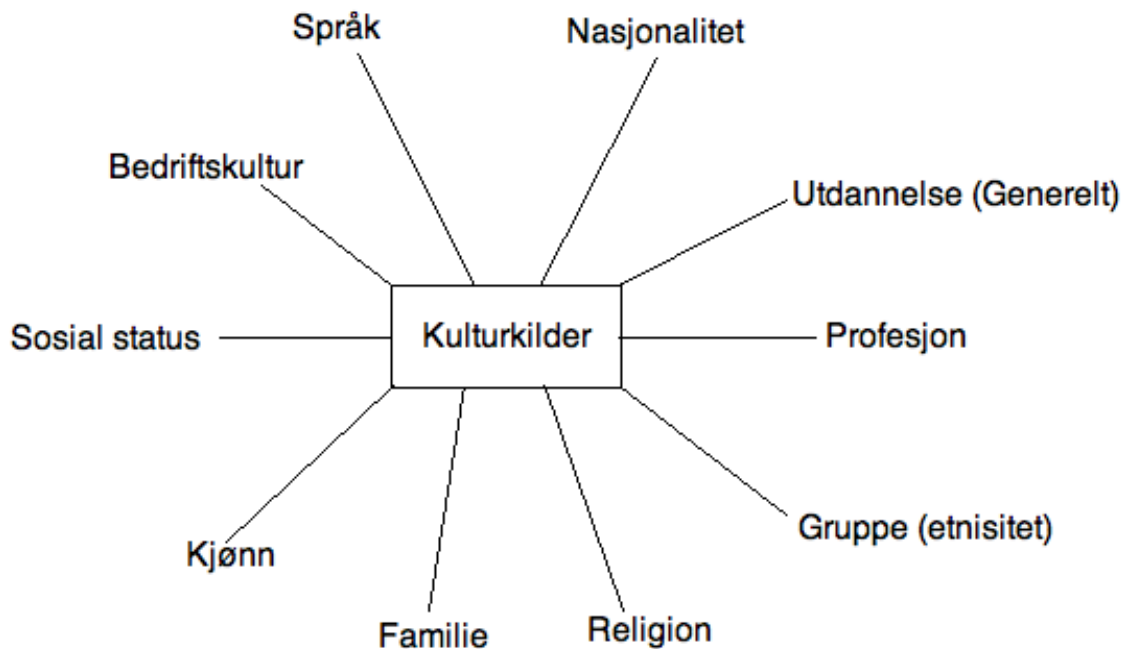 Språk
Nasjonalitet
Bedriftskultur
Utdannelse (Generelt)
Sosial status
Kulturkilder
Profesjon
Gruppe (etnisitet)
Kjønn
Familie
Religion